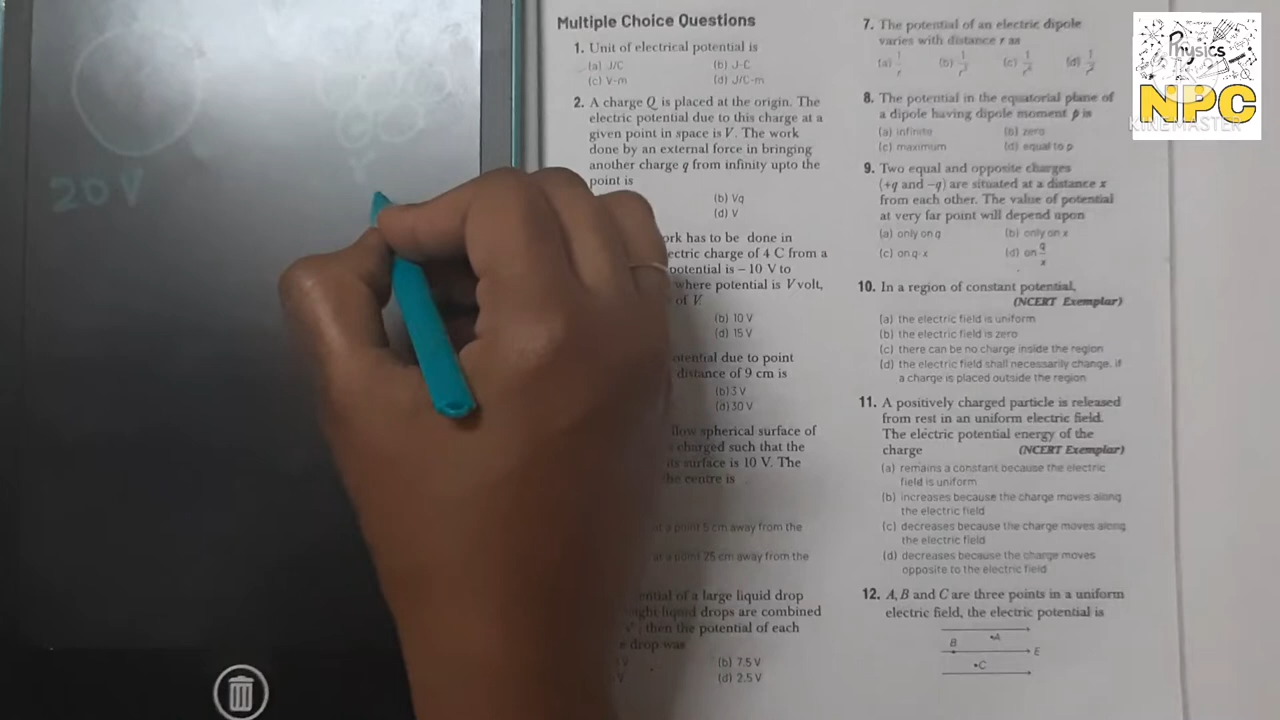 20 V
Multiple Choice Questions
1. Unit of electrical potential is
(a) J/C (b) J-C
(c) V-m (d) J/C-m
2. A charge Q is placed at the origin. The
electric potential due to this charge at a
given point in space is V. The work
done by an external force in bringing
another charge q from infinity upto the
point is
(b) Vq
(d) V
ork has to be done in
ectric charge of 4 C from a
potential is – 10 V to
where potential is V volt,
of V.
(b) 10 V
(d) 15 V
otential due to point
distance of 9 cm is
(b) 3 V
(d) 30 V
llow spherical surface of
charged such that the
its surface is 10 V. The
he centre is
at a point 5 cm away from the
at a point 25 cm away from the
ential of a large liquid drop
ight liquid drops are combined
then the potential of each
e drop was
V (b) 7.5 V
V (d) 2.5 V
7. The potential of an electric dipole
varies with distance r as
(a) (b) (c) (d)
8. The potential in the equatorial plane of
a dipole having dipole moment p is
(a) infinite (b) zero
(c) maximum (d) equal to p
9. Two equal and opposite charges
(+q and –q) are situated at a distance x
from each other. The value of potential
at very far point will depend upon
(a) only on q (b) only on x
(c) on q·x (d) on q/x
10. In a region of constant potential,
(NCERT Exemplar)
(a) the electric field is uniform
(b) the electric field is zero
(c) there can be no charge inside the region
(d) the electric field shall necessarily change, if
a charge is placed outside the region
11. A positively charged particle is released
from rest in an uniform electric field.
The electric potential energy of the
charge (NCERT Exemplar)
(a) remains a constant because the electric
field is uniform
(b) increases because the charge moves along
the electric field
(c) decreases because the charge moves along
the electric field
(d) decreases because the charge moves
opposite to the electric field
12. A, B and C are three points in a uniform
electric field, the electric potential is
A
B
E
C
Physics
NPC
KINEMASTER